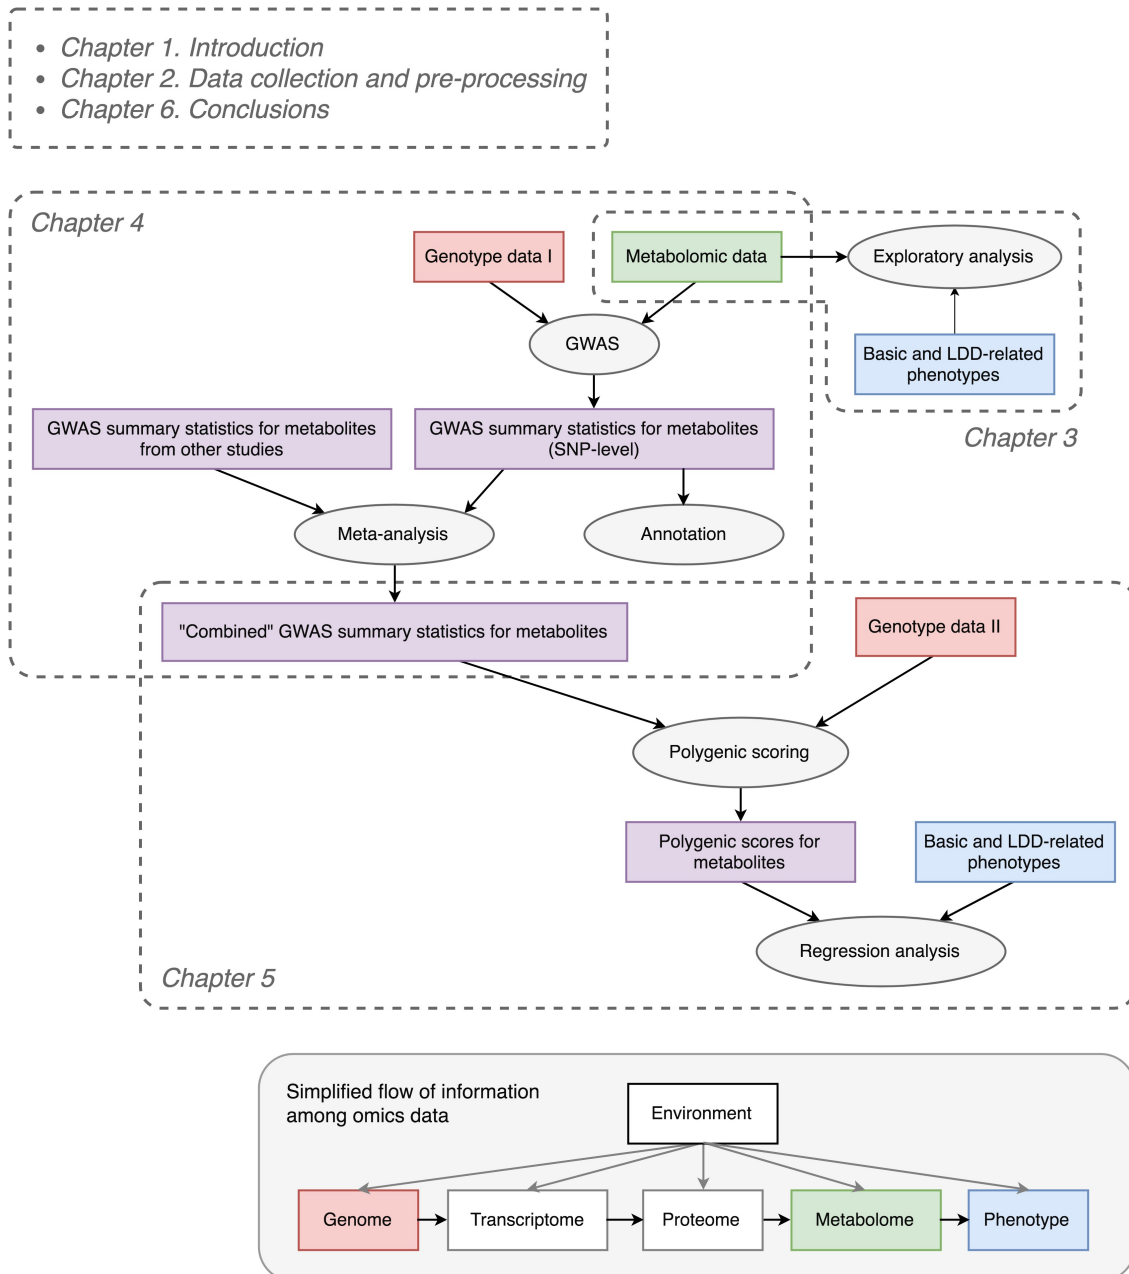 • Chapter 1. Introduction
• Chapter 2. Data collection and pre-processing
• Chapter 6. Conclusions
Chapter 4
Genotype data I
Metabolomic data
Exploratory analysis
GWAS
Basic and LDD-related
phenotypes
Chapter 3
GWAS summary statistics for metabolites
from other studies
GWAS summary statistics for metabolites
(SNP-level)
Meta-analysis
Annotation
"Combined" GWAS summary statistics for metabolites
Genotype data II
Polygenic scoring
Polygenic scores for
metabolites
Basic and LDD-related
phenotypes
Regression analysis
Chapter 5
Simplified flow of information
among omics data
Environment
Genome
Transcriptome
Proteome
Metabolome
Phenotype